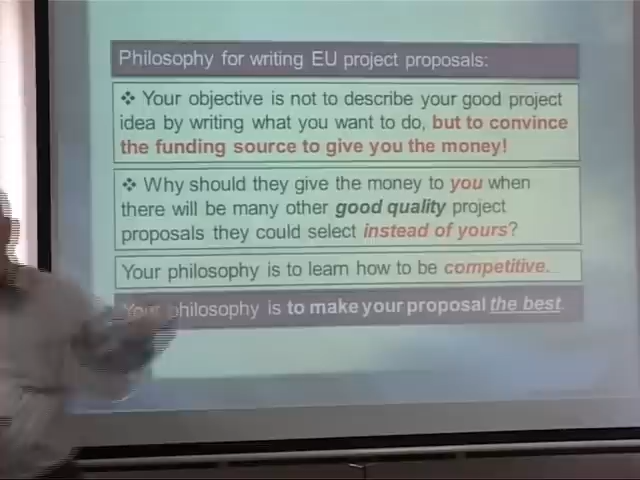 Philosophy for writing EU project proposals:
❖ Your objective is not to describe your good project
idea by writing what you want to do, but to convince
the funding source to give you the money!
❖ Why should they give the money to you when
there will be many other good quality project
proposals they could select instead of yours?
Your philosophy is to learn how to be competitive.
Your philosophy is to make your proposal the best.